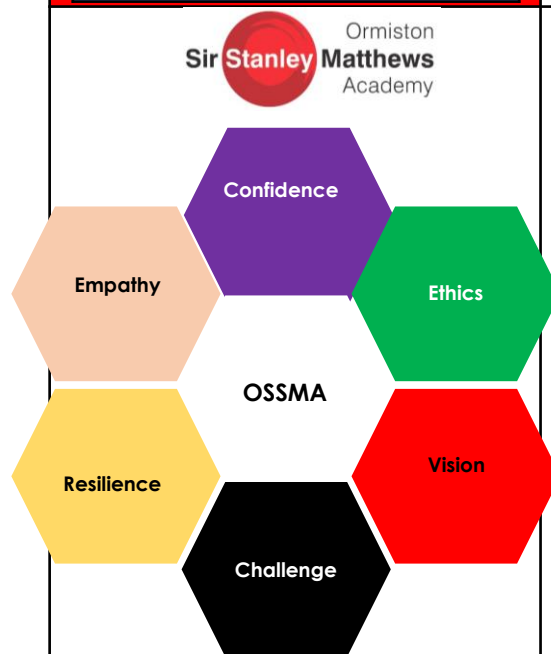 Ormiston
Sir Stanley Matthews
Academy
Confidence
Empathy
Ethics
OSSMA
Vision
Resilience
Challenge